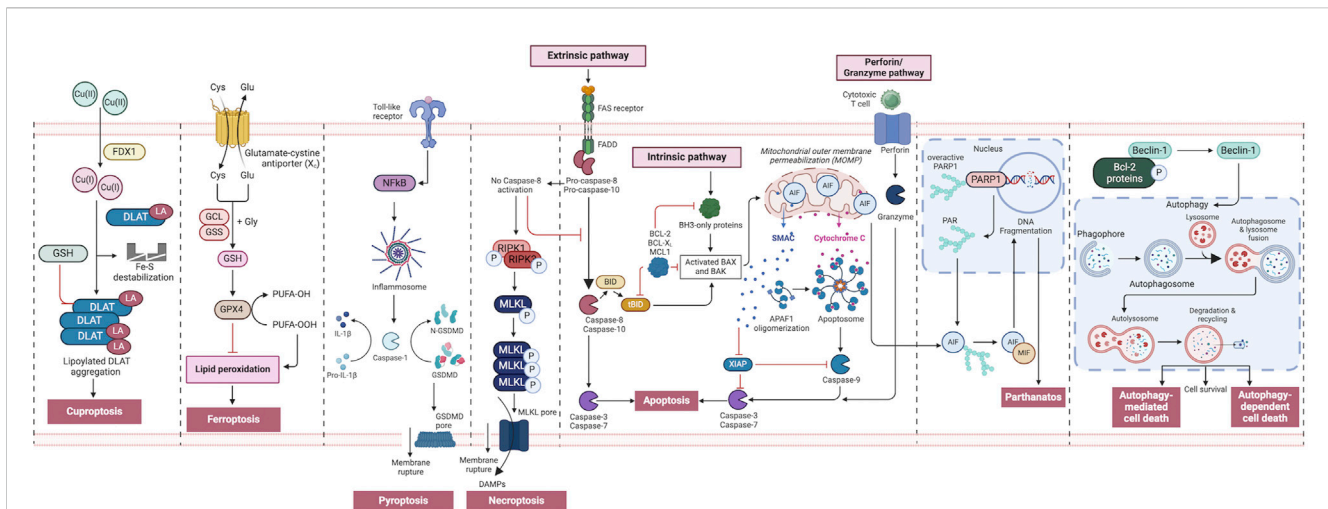 Cu(II)
Cu(II)
FDX1
Cu(I)
Cu(I)
DLAT
LA
GSH
Fe-S
destabilization
DLAT
LA
DLAT
DLAT
LA
LA
Lipoylated DLAT
aggregation
Cuproptosis
Cys
Glu
Glutamate-cystine
antiporter (Xc)
Cys
Glu
GCL
GSS
+ Gly
GSH
GPX4
PUFA-OH
PUFA-OOH
Lipid peroxidation
Ferroptosis
Toll-like
receptor
NFkB
Inflammosome
IL-1β
Pro-IL-1β
Caspase-1
N-GSDMD
GSDMD
GSDMD
pore
Membrane
rupture
Pyroptosis
No Caspase-8
activation
RIPK1
RIPK3
P
P
MLKL
P
MLKL
MLKL
MLKL
P
P
P
MLKL pore
Membrane
rupture
DAMPs
Necroptosis
Extrinsic pathway
FAS receptor
FADD
Pro-caspase-8
Pro-caspase-10
Intrinsic pathway
BH3-only proteins
BCL-2
BCL-XL
MCL1
Activated BAX
and BAK
BID
tBID
Caspase-8
Caspase-10
Caspase-3
Caspase-7
Apoptosis
Mitochondrial outer membrane
permeabilization (MOMP)
AIF
AIF
AIF
SMAC
Cytochrome C
APAF1
oligomerization
Apoptosome
XIAP
Caspase-9
Caspase-3
Caspase-7
Perforin/
Granzyme pathway
Cytotoxic
T cell
Perforin
Granzyme
Nucleus
overactive
PARP1
PARP1
PAR
DNA
Fragmentation
AIF
AIF
MIF
Parthanatos
Beclin-1
Bcl-2
proteins
P
Beclin-1
Autophagy
Phagophore
Lysosome
Autophagosome
& lysosome
fusion
Autophagosome
Autolysosome
Degradation &
recycling
Autophagy-
mediated
cell death
Cell survival
Autophagy-
dependent
cell death